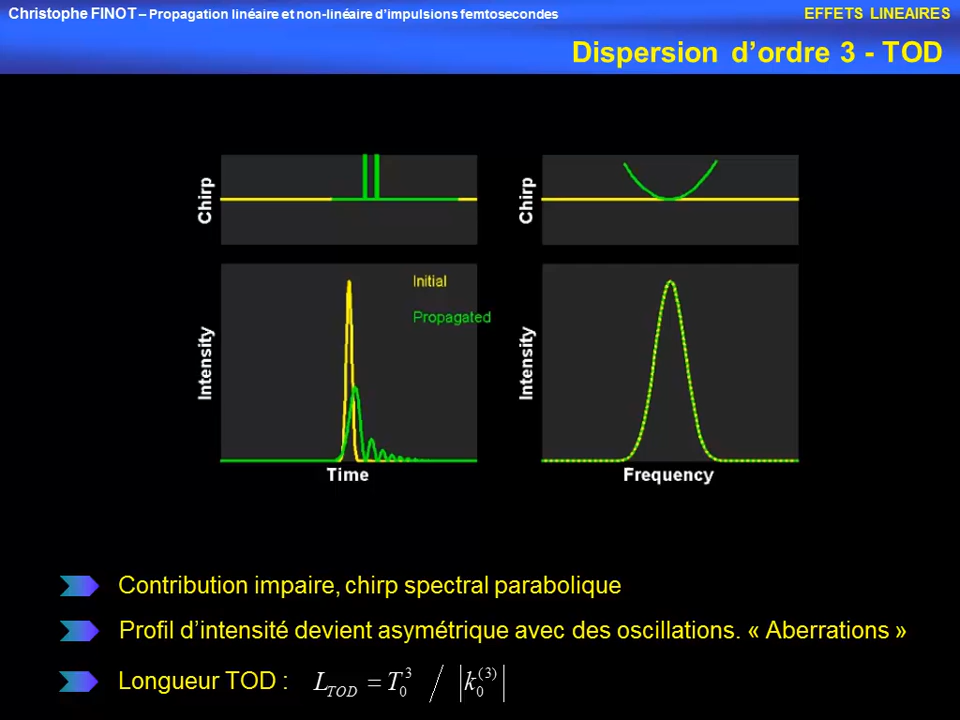 Christophe FINOT – Propagation linéaire et non-linéaire d'impulsions femtosecondes
EFFETS LINEAIRES
Dispersion d'ordre 3 - TOD
Chirp
Chirp
Intensity
Initial
Propagated
Intensity
Time
Frequency
Contribution impaire, chirp spectral parabolique
Profil d'intensité devient asymétrique avec des oscillations. « Aberrations »
Longueur TOD : L_TOD = T_0^3 / |k_0^(3)|